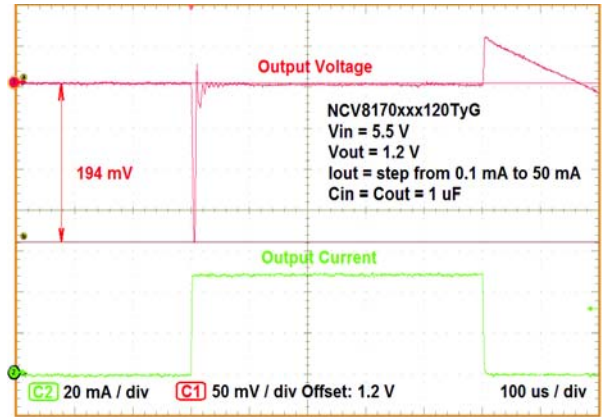 Output Voltage
NCV8170xxx120TyG
Vin = 5.5 V
Vout = 1.2 V
Iout = step from 0.1 mA to 50 mA
Cin = Cout = 1 uF
194 mV
Output Current
C2 20 mA / div C1 50 mV / div Offset: 1.2 V 100 us / div